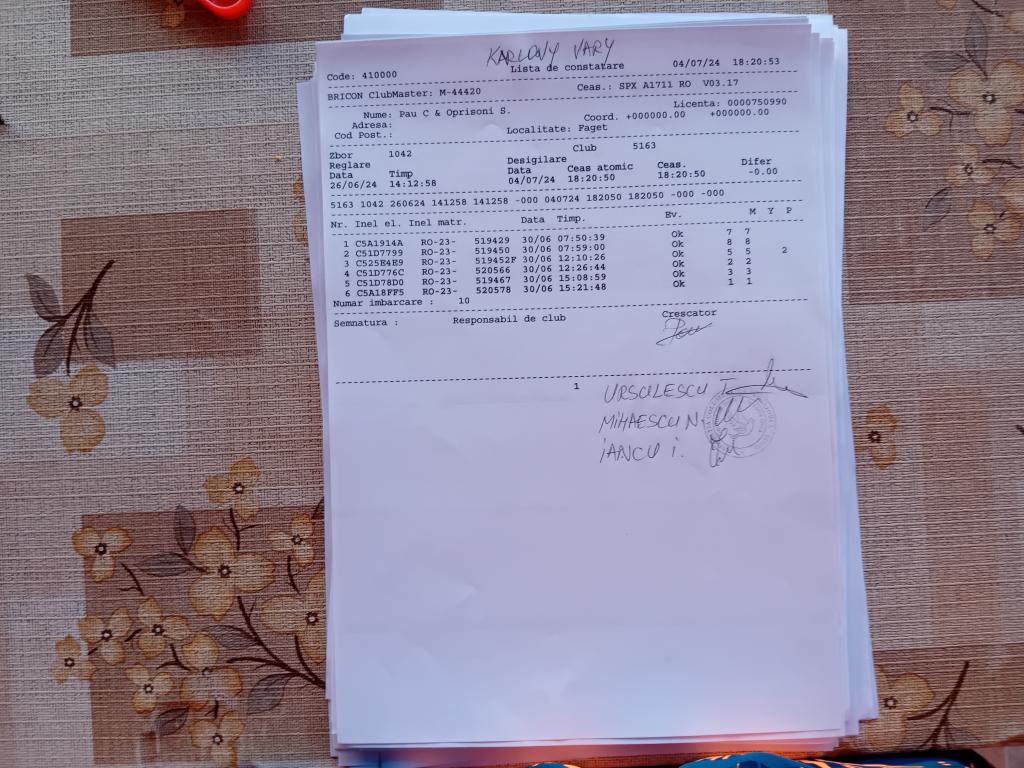 KARLOVY VARY
Lista de constatare
Code: 410000 04/07/24 18:20:53
BRICON ClubMaster: M-44420 Ceas.: SPX A1711 RO V03.17
Nume: Pau C & Oprisoni S. Licenta: 0000750990
Adresa: Coord. +000000.00 +000000.00
Cod Post.: Localitate: Faget
Zbor 1042 Club 5163
Reglare Desigilare
Data Timp Data Ceas atomic Ceas. Difer
26/06/24 14:12:58 04/07/24 18:20:50 18:20:50 -0.00
5163 1042 260624 141258 141258 -000 040724 182050 182050 -000 -000
Nr. Inel el. Inel matr. Data Timp. Ev. M Y P
1 C5A1914A RO-23- 519429 30/06 07:50:39 Ok 7 7
2 C51D7799 RO-23- 519450 30/06 07:59:00 Ok 8 8
3 C525E4E9 RO-23- 519452F 30/06 12:10:26 Ok 5 5 2
4 C51D776C RO-23- 520566 30/06 12:26:44 Ok 2 2
5 C51D78D0 RO-23- 519467 30/06 15:08:59 Ok 3 3
6 C5A18FF5 RO-23- 520578 30/06 15:21:48 Ok 1 1
Numar imbarcare : 10
Semnatura : Responsabil de club Crescator
1
URSULESCU T
MIHAESCU N.
IANCU i.